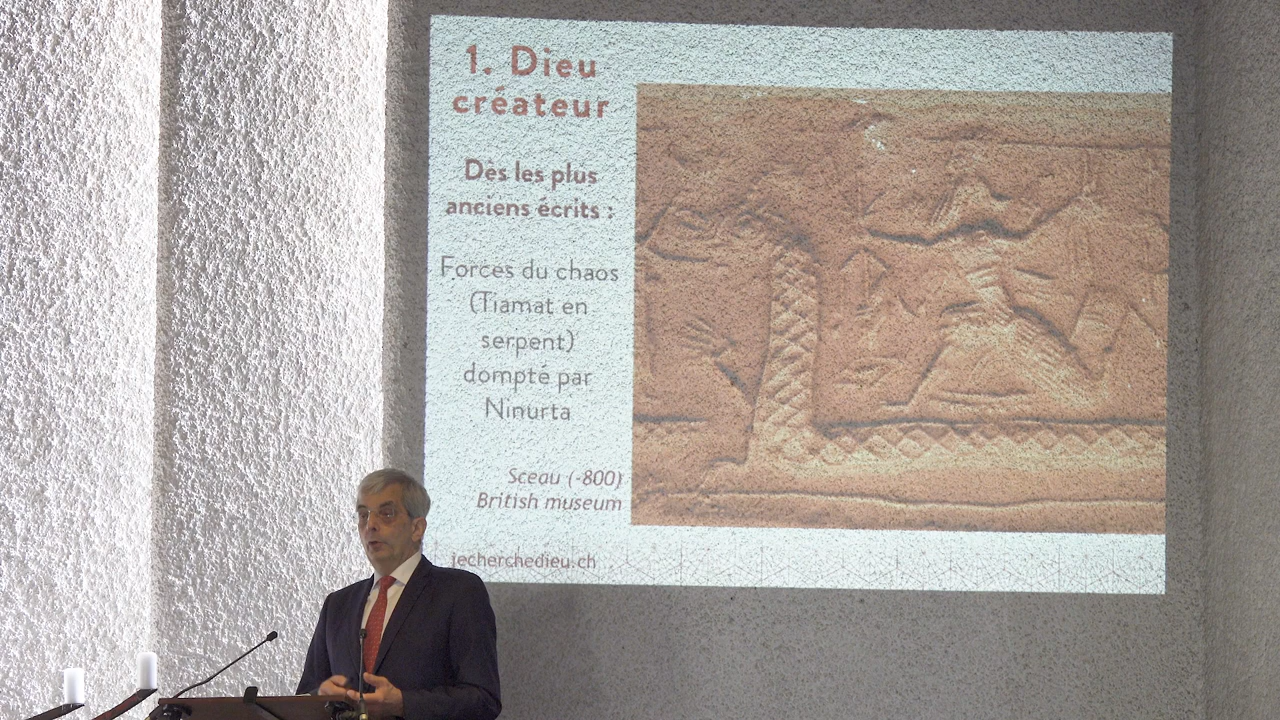 1. Dieu
créateur
Dès les plus
anciens écrits :
Forces du chaos
(Tiamat en
serpent)
dompté par
Ninurta
Sceau (-800)
British museum
jecherchedieu.ch